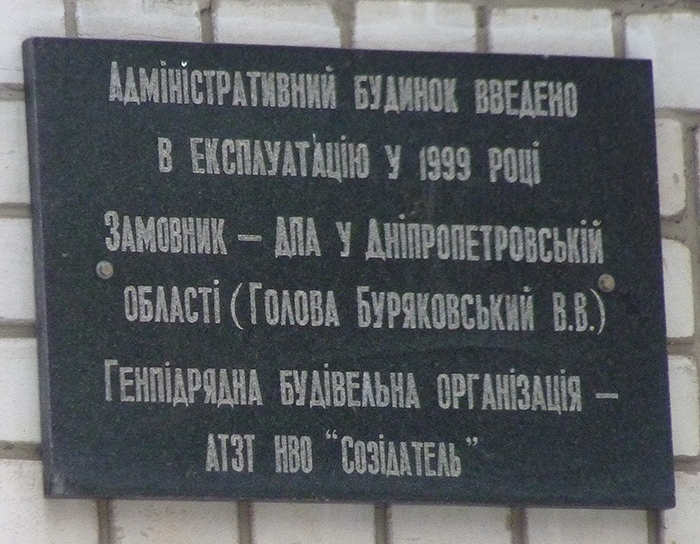 Адміністративний будинок введено
в експлуатацію у 1999 році
Замовник – ДПА у Дніпропетровській
області (Голова Буряковський В.В.)
Генпідрядна будівельна організація –
АТЗТ НВО "Созідатель"